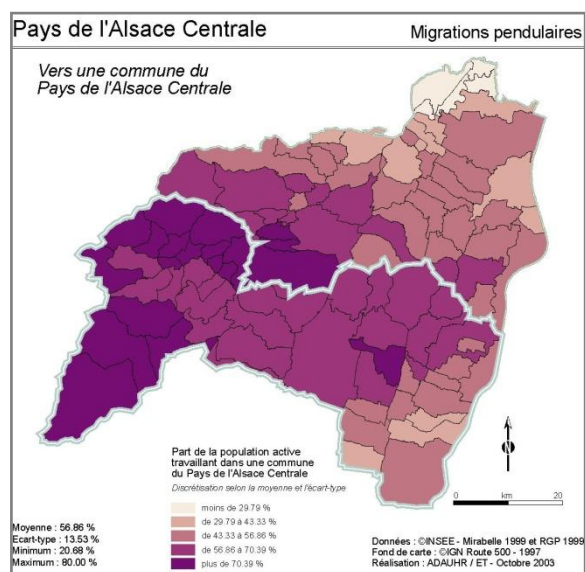 Pays de l'Alsace Centrale
Migrations pendulaires
Vers une commune du
Pays de l'Alsace Centrale
Part de la population active
travaillant dans une commune
du Pays de l'Alsace Centrale
Discrétisation selon la moyenne et l'écart-type
moins de 29.79 %
de 29.79 à 43.33 %
de 43.33 à 56.86 %
de 56.86 à 70.39 %
plus de 70.39 %
Moyenne : 56.86 %
Ecart-type : 13.53 %
Minimum : 20.68 %
Maximum : 80.00 %
N
0 km 20
Données : ©INSEE - Mirabelle 1999 et RGP 1999
Fond de carte : ©IGN Route 500 - 1997
Réalisation : ADAUHR / ET - Octobre 2003